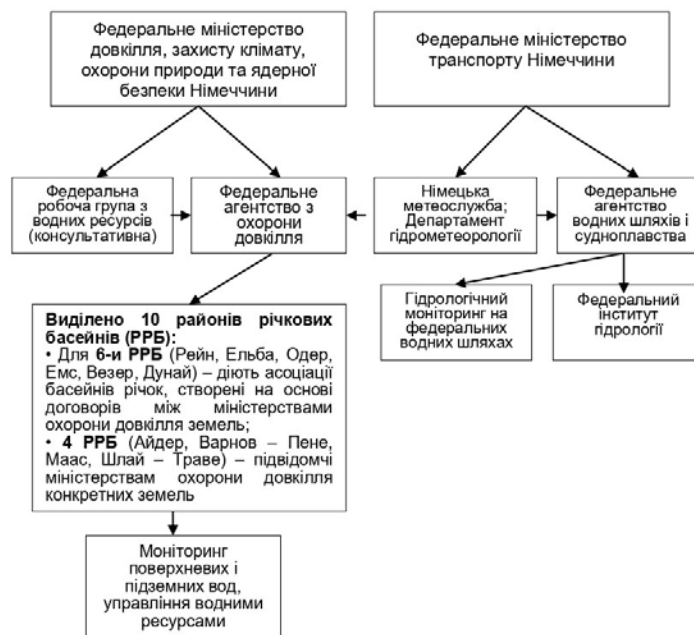 Федеральне міністерство
довкілля, захисту клімату,
охорони природи та ядерної
безпеки Німеччини
Федеральне міністерство
транспорту Німеччини
Федеральна
робоча група з
водних ресурсів
(консультативна)
Федеральне
агентство з
охорони
довкілля
Німецька
метеослужба;
Департамент
гідрометеорології
Федеральне
агентство
водних шляхів і
судноплавства
Гідрологічний
моніторинг на
федеральних
водних шляхах
Федеральний
інститут
гідрології
Виділено 10 районів річкових
басейнів (РРБ):
• Для 6-и РРБ (Рейн, Ельба, Одер,
Емс, Везер, Дунай) – діють асоціації
басейнів річок, створені на основі
договорів між міністерствами
охорони довкілля земель;
• 4 РРБ (Айдер, Варнов – Пене,
Маас, Шлай – Траве) – підвідомчі
міністерствам охорони довкілля
конкретних земель
Моніторинг
поверхневих і
підземних вод,
управління водними
ресурсами